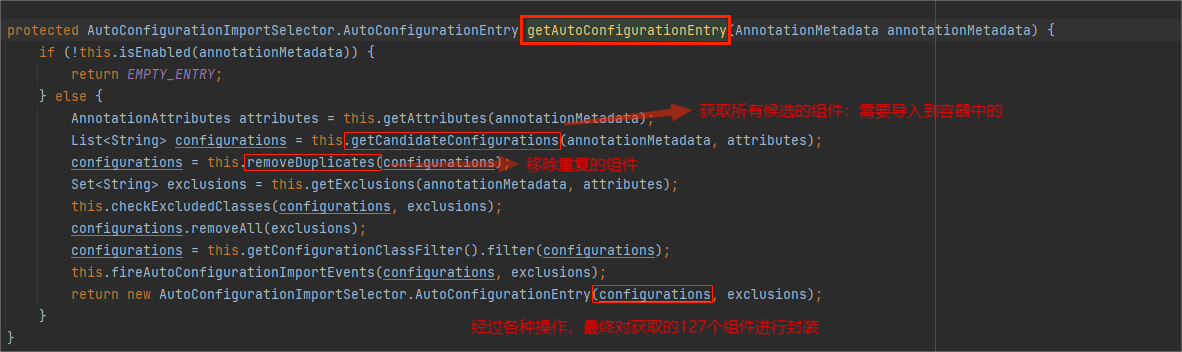 protected AutoConfigurationImportSelector.AutoConfigurationEntry getAutoConfigurationEntry(AnnotationMetadata annotationMetadata) {
if (!this.isEnabled(annotationMetadata)) {
return EMPTY_ENTRY;
} else {
AnnotationAttributes attributes = this.getAttributes(annotationMetadata);
获取所有候选的组件：需要导入到容器中的
List<String> configurations = this.getCandidateConfigurations(annotationMetadata, attributes);
configurations = this.removeDuplicates(configurations);
移除重复的组件
Set<String> exclusions = this.getExclusions(annotationMetadata, attributes);
this.checkExcludedClasses(configurations, exclusions);
configurations.removeAll(exclusions);
configurations = this.getConfigurationClassFilter().filter(configurations);
this.fireAutoConfigurationImportEvents(configurations, exclusions);
return new AutoConfigurationImportSelector.AutoConfigurationEntry(configurations, exclusions);
}
经过各种操作，最终对获取的127个组件进行封装
}